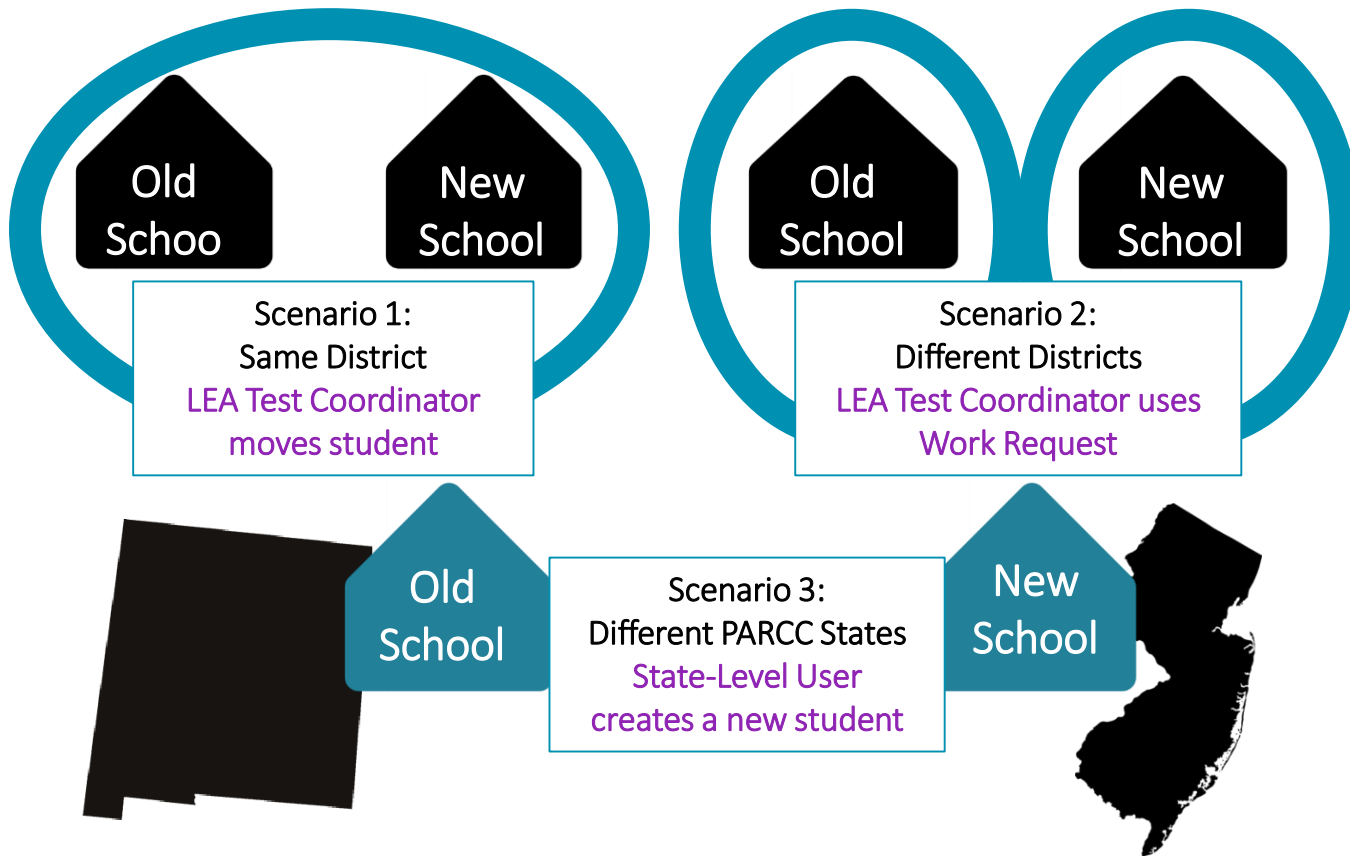 Old
Schoo
New
School
Old
School
New
School
Scenario 1:
Same District
LEA Test Coordinator
moves student
Scenario 2:
Different Districts
LEA Test Coordinator uses
Work Request
Old
School
Scenario 3:
Different PARCC States
State-Level User
creates a new student
New
School